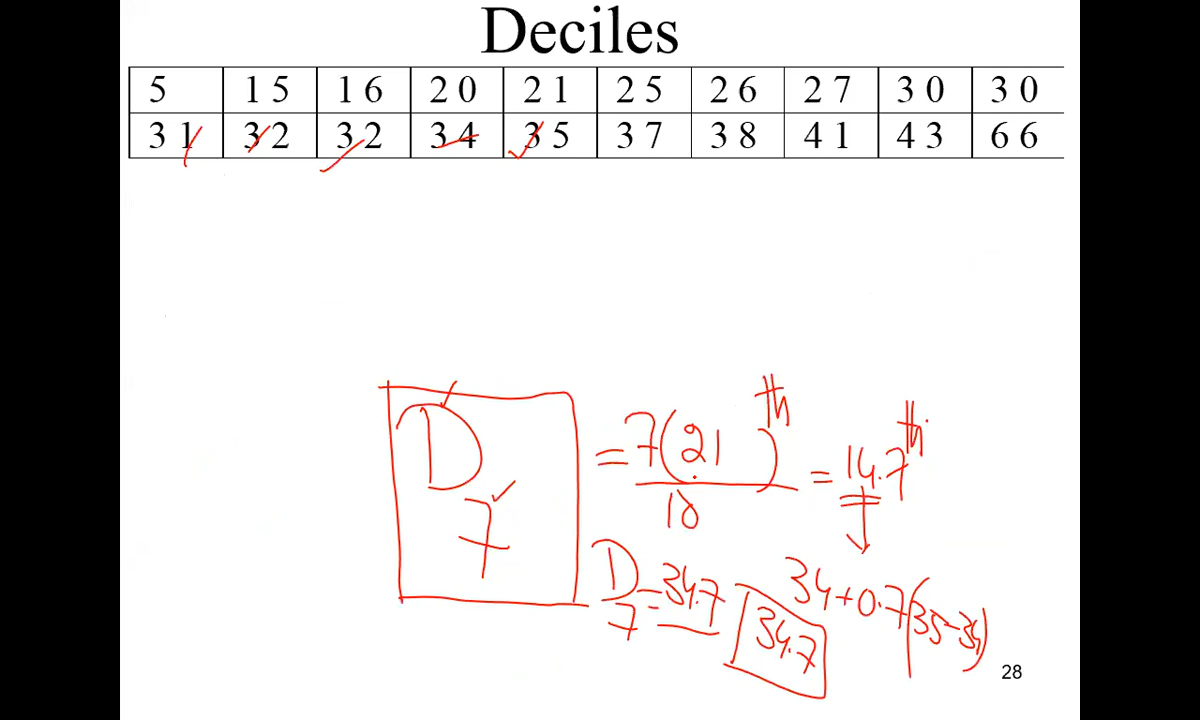 Deciles
5 15 16 20 21 25 26 27 30 30
31 32 32 34 35 37 38 41 43 66
D7 = 7(21)th / 10 = 14.7th
34+0.7(35-34)
D7 = 34.7 34.7
28